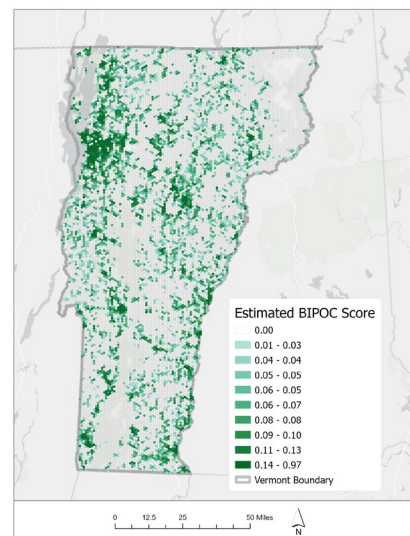 Estimated BIPOC Score
0.00
0.01 - 0.03
0.04 - 0.04
0.05 - 0.05
0.06 - 0.05
0.06 - 0.07
0.08 - 0.08
0.09 - 0.10
0.11 - 0.13
0.14 - 0.97
Vermont Boundary
0 12.5 25 50 Miles
N